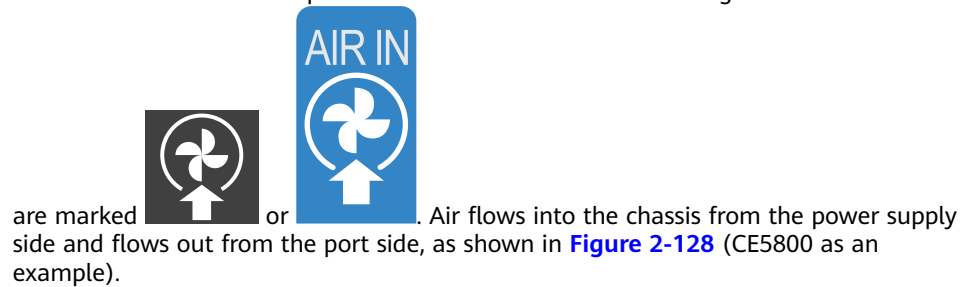 AIR IN
are marked or . Air flows into the chassis from the power supply
side and flows out from the port side, as shown in Figure 2-128 (CE5800 as an
example).